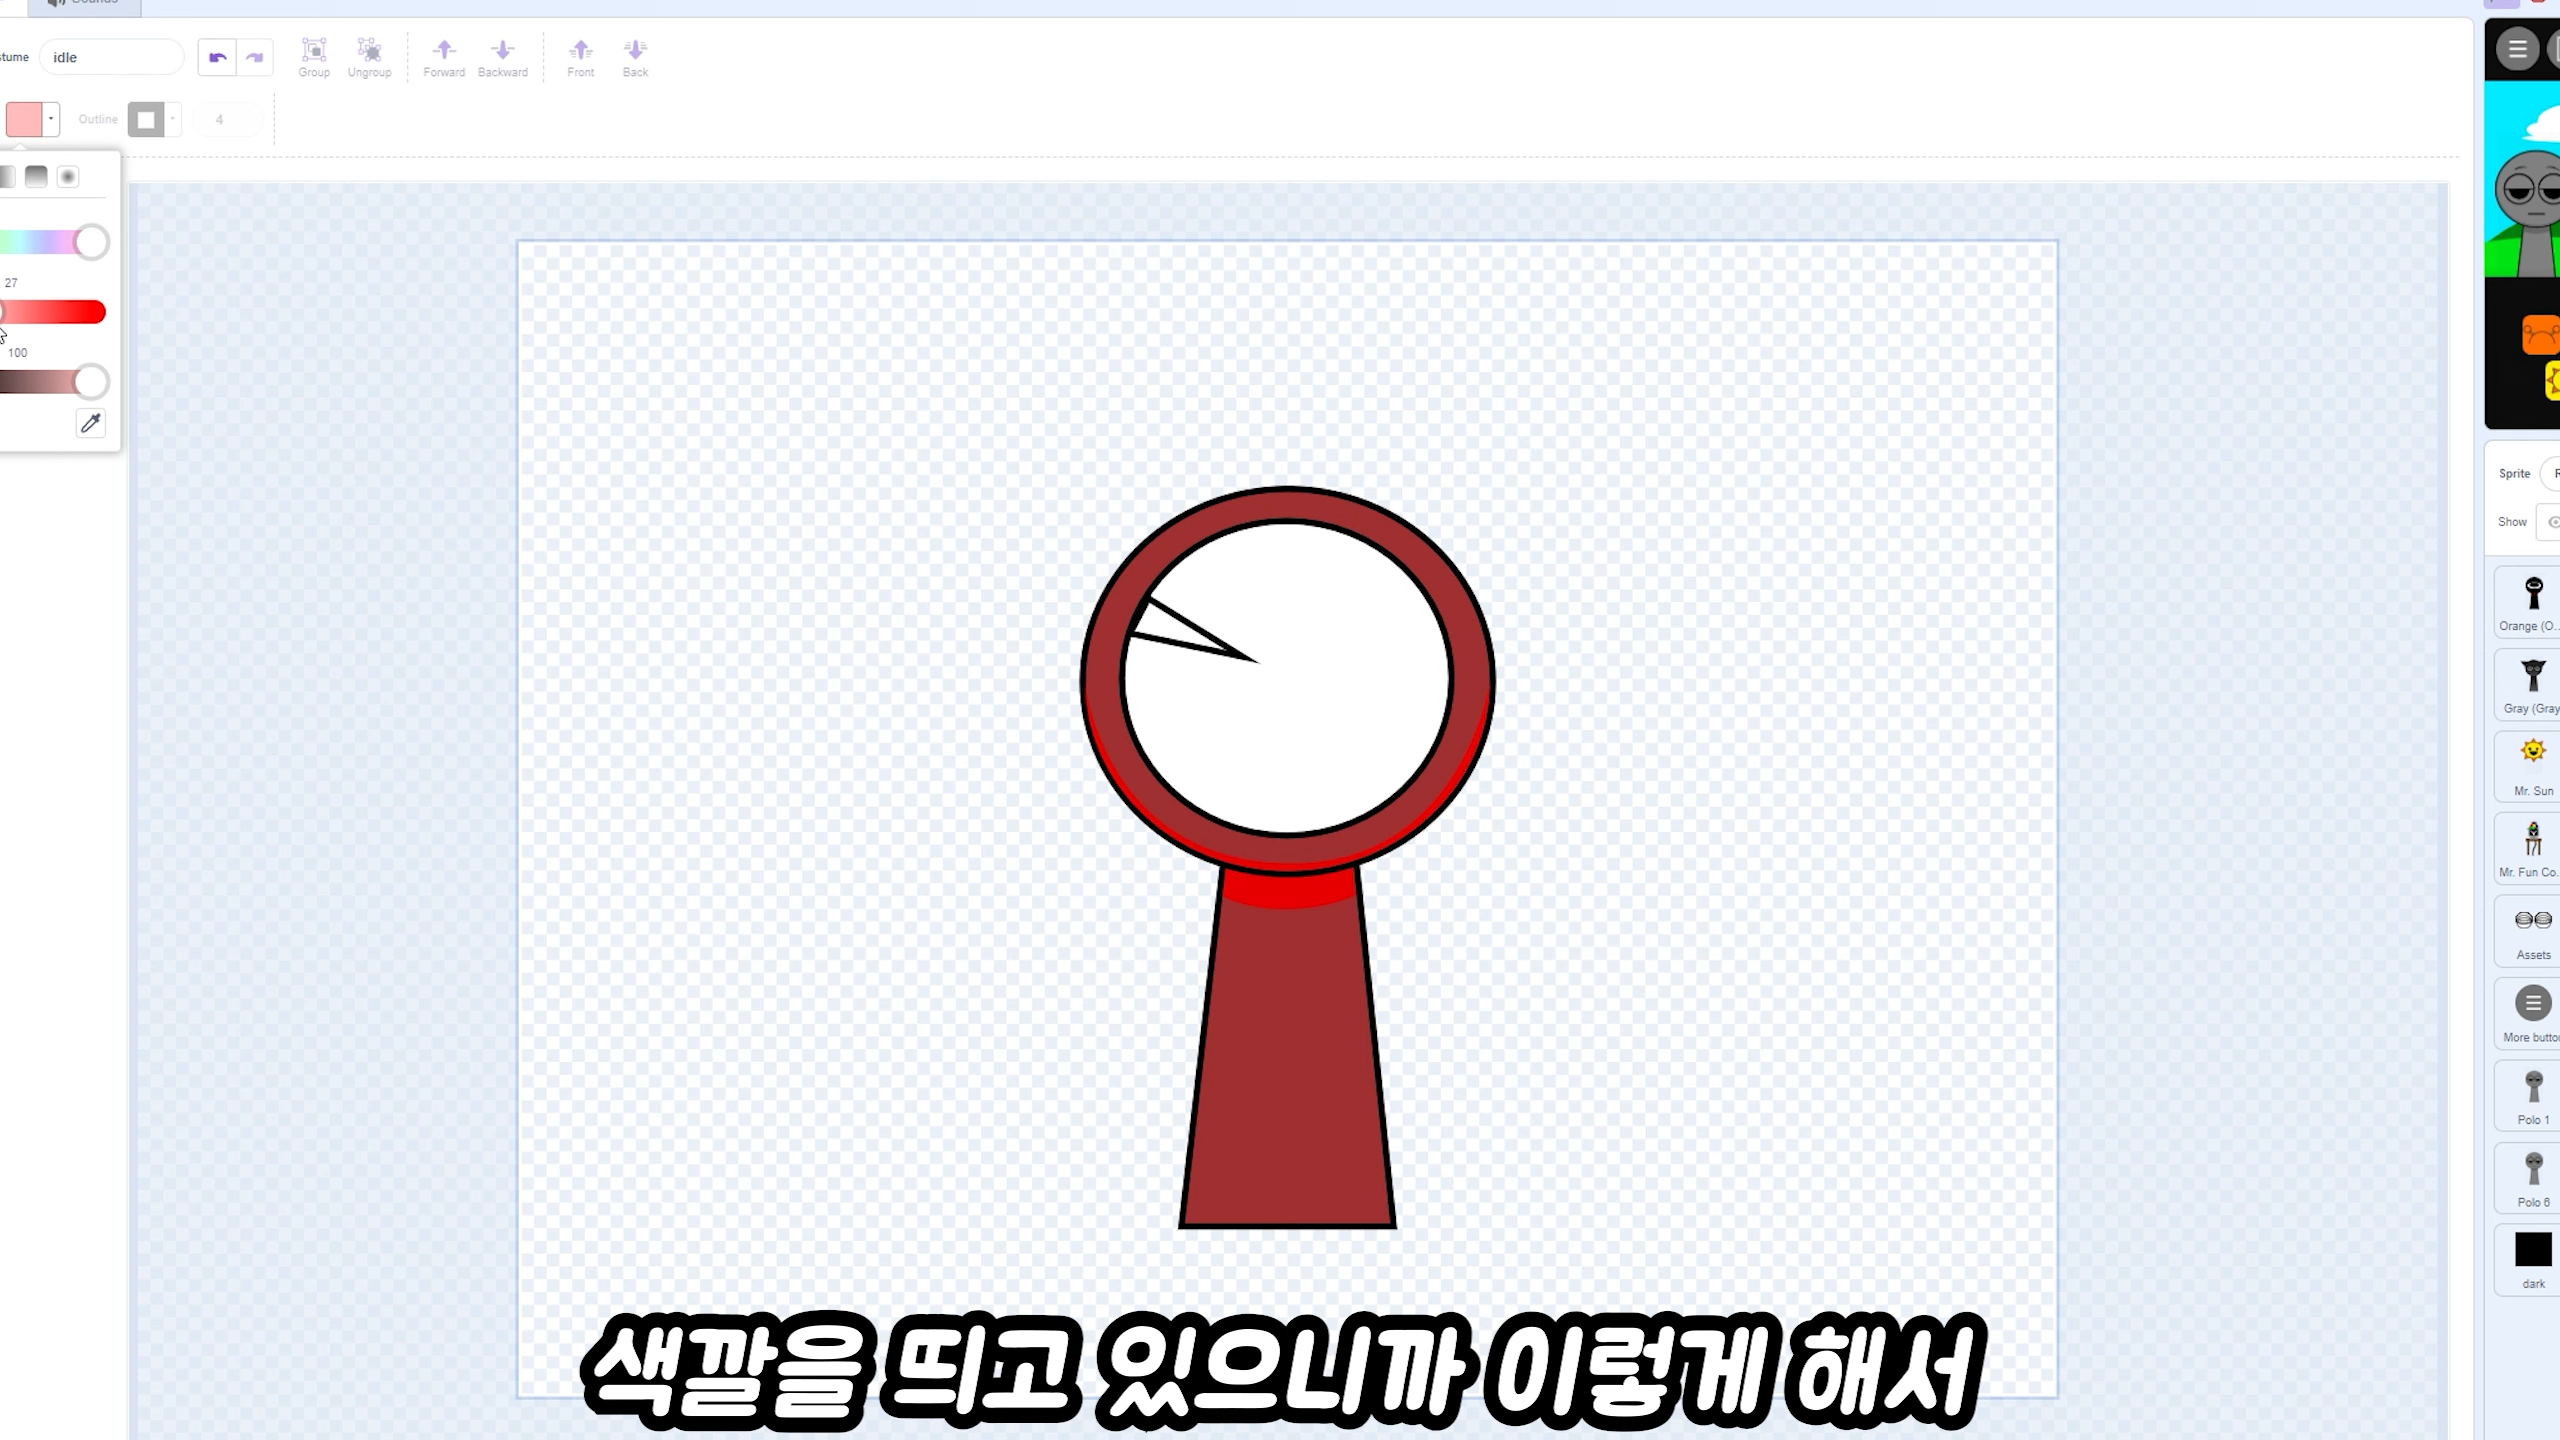 Sounds
tume
idle
Group
Ungroup
Forward
Backward
Front
Back
Outline
4
27
100
Sprite
Show
Orange (O...
Gray (Gray
Mr. Sun
Mr. Fun Co...
Assets
More button
Polo 1
Polo 6
dark
색깔을 띄고 있으니까 이렇게 해서